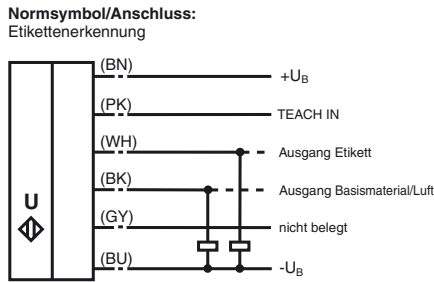 Normsymbol/Anschluss:
Etikettenerkennung
(BN) +UB
(PK) TEACH IN
(WH) Ausgang Etikett
(BK) Ausgang Basismaterial/Luft
U
(GY) nicht belegt
(BU) -UB